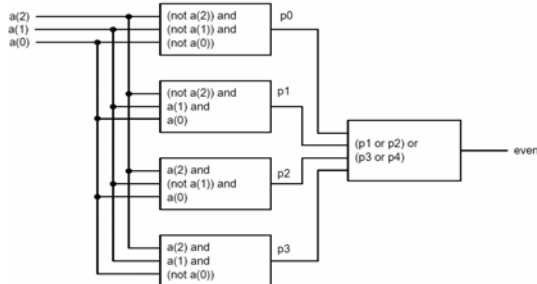 a(2)
a(1)
a(0)
(not a(2)) and
(not a(1)) and
(not a(0))
p0
(not a(2)) and
a(1) and
a(0)
p1
a(2) and
(not a(1)) and
a(0)
p2
a(2) and
a(1) and
(not a(0))
p3
(p1 or p2) or
(p3 or p4)
even